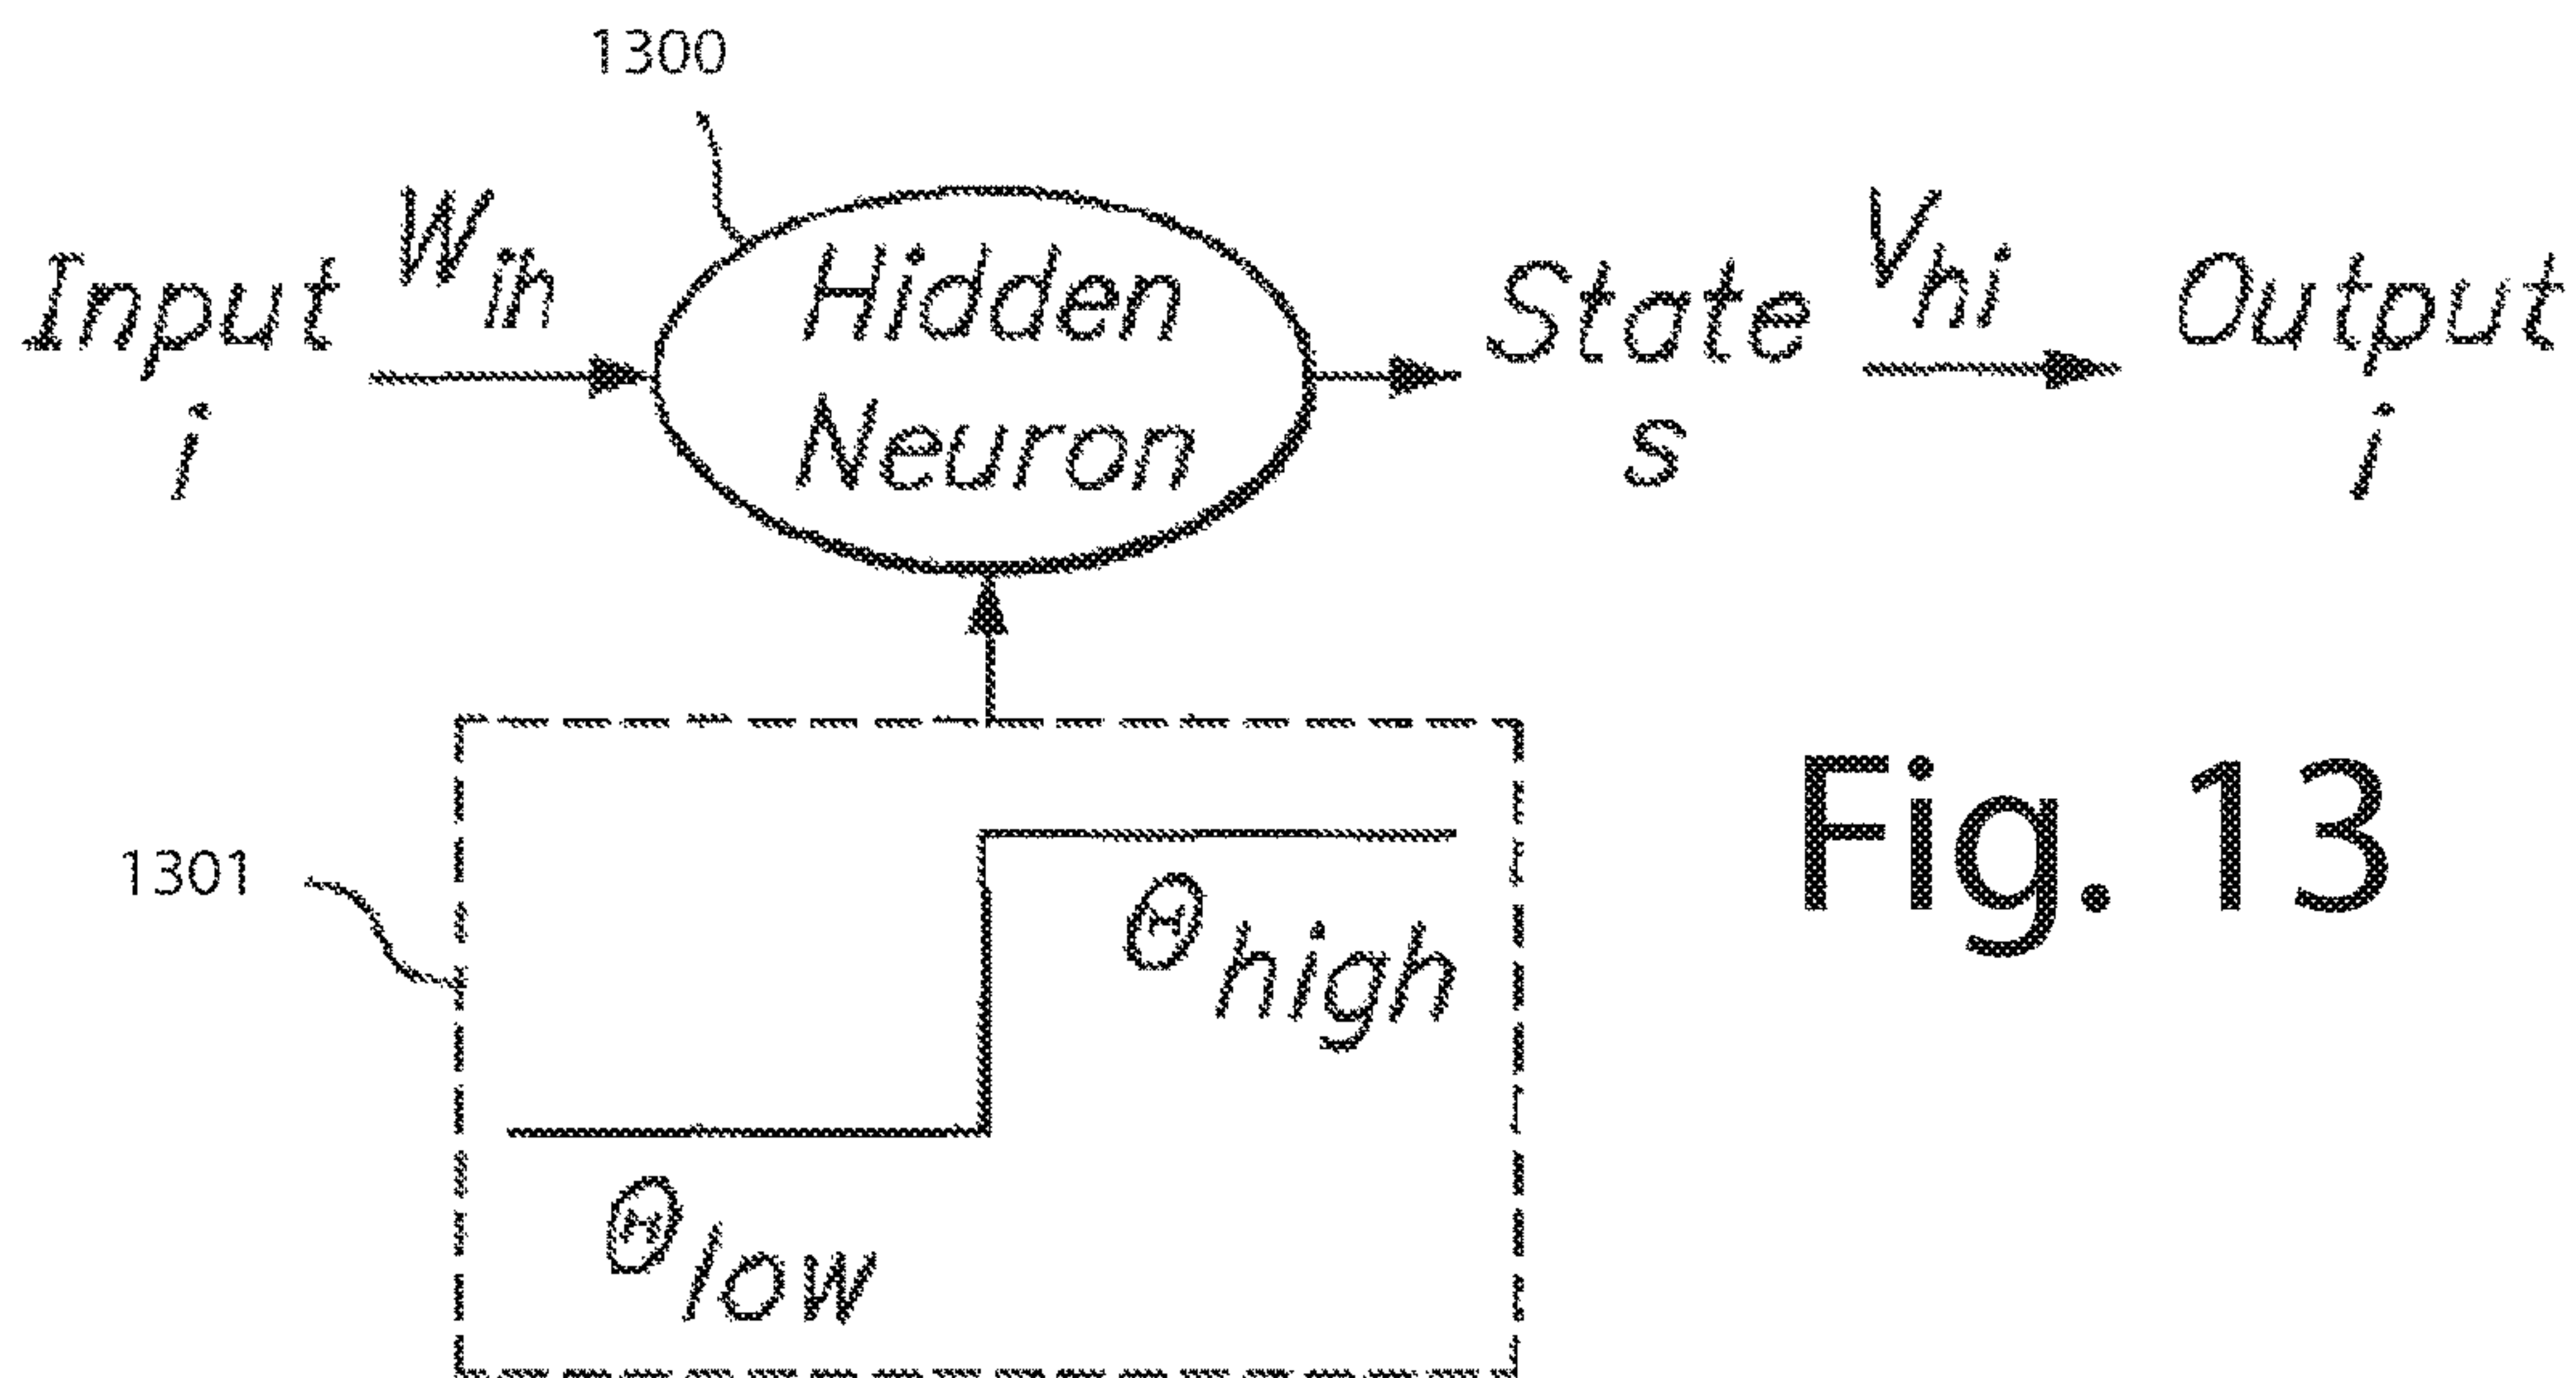 1300
Input
i
W_ih
Hidden
Neuron
State
s
V_hi
Output
i
1301
Θ_high
Θ_low
Fig. 13